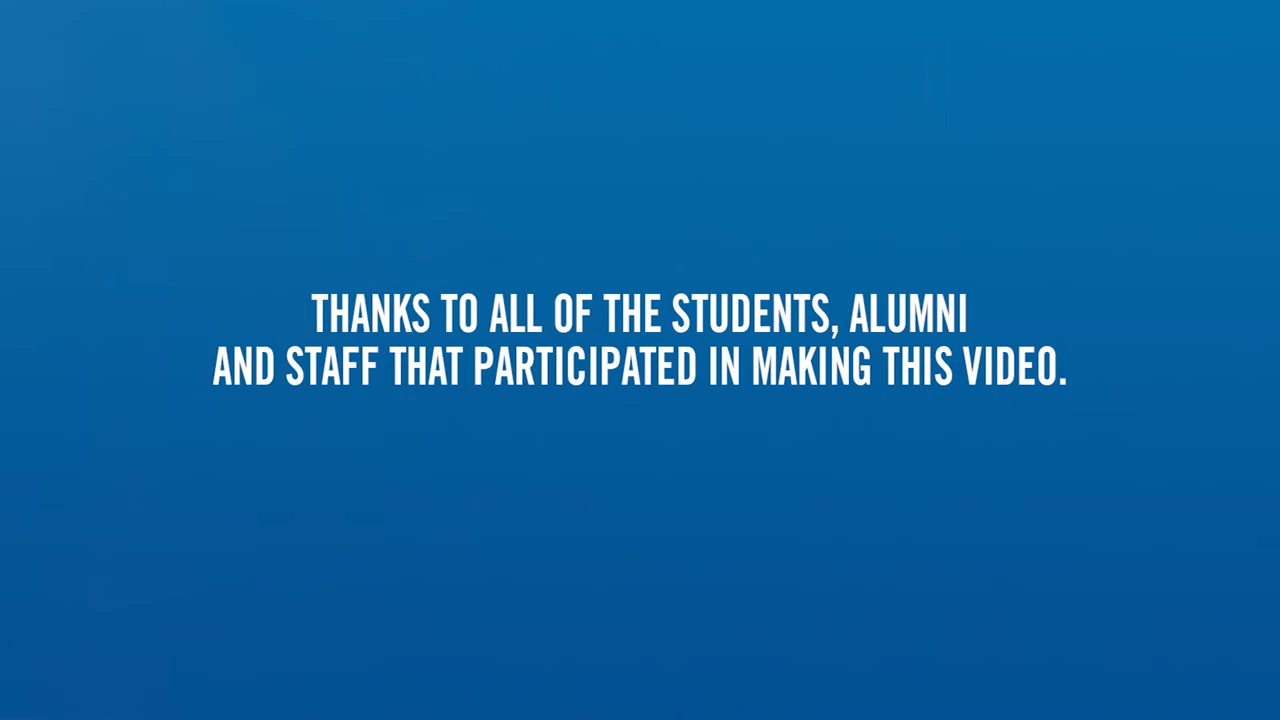 THANKS TO ALL OF THE STUDENTS, ALUMNI
AND STAFF THAT PARTICIPATED IN MAKING THIS VIDEO.